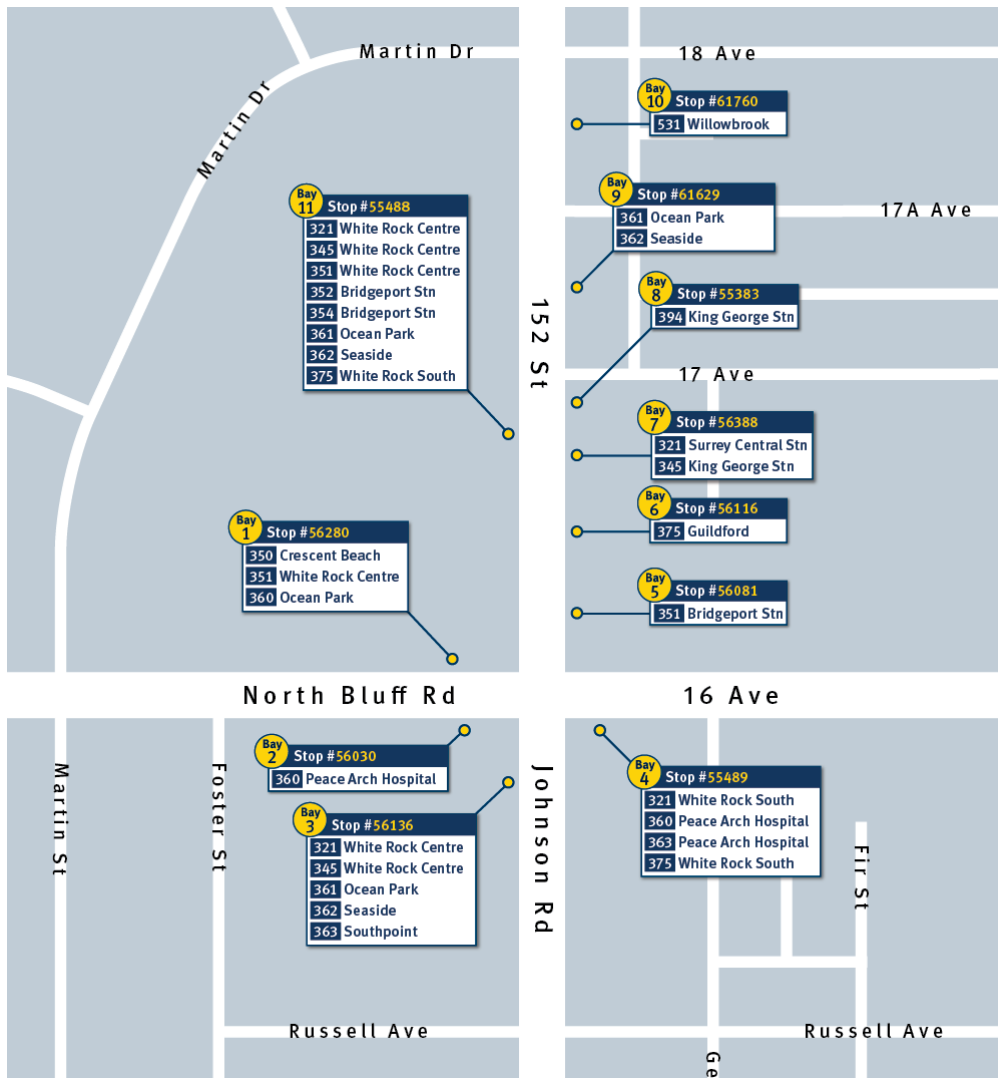 Martin Dr
18 Ave
Martin Dr
Bay 10 Stop #61760
531 Willowbrook
Bay 9 Stop #61629
361 Ocean Park
362 Seaside
17A Ave
Bay 11 Stop #55488
321 White Rock Centre
345 White Rock Centre
351 White Rock Centre
352 Bridgeport Stn
354 Bridgeport Stn
361 Ocean Park
362 Seaside
375 White Rock South
152 St
Bay 8 Stop #55383
394 King George Stn
17 Ave
Bay 7 Stop #56388
321 Surrey Central Stn
345 King George Stn
Bay 6 Stop #56116
375 Guildford
Bay 1 Stop #56280
350 Crescent Beach
351 White Rock Centre
360 Ocean Park
Bay 5 Stop #56081
351 Bridgeport Stn
North Bluff Rd
16 Ave
Bay 2 Stop #56030
360 Peace Arch Hospital
Bay 3 Stop #56136
321 White Rock Centre
345 White Rock Centre
361 Ocean Park
362 Seaside
363 Southpoint
Bay 4 Stop #55489
321 White Rock South
360 Peace Arch Hospital
363 Peace Arch Hospital
375 White Rock South
Martin St
Foster St
Johnson Rd
Fir St
Russell Ave
Russell Ave
Ge